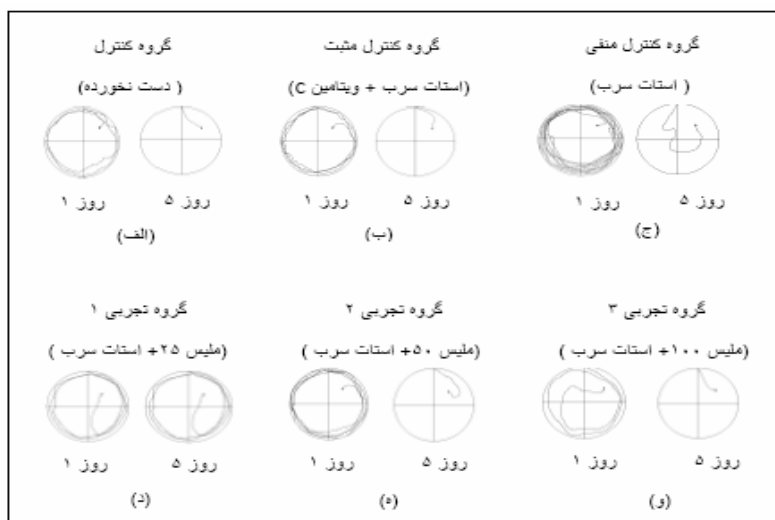 گروه کنترل
( دست نخورده)
روز ۱
روز ۵
(الف)
گروه کنترل مثبت
(استات سرب + ویتامین C)
روز ۱
روز ۵
(ب)
گروه کنترل منفی
( استات سرب)
روز ۱
روز ۵
(ج)
گروه تجربی ۱
(ملیس ۲۵+ استات سرب )
روز ۱
روز ۵
(د)
گروه تجربی ۲
(ملیس ۵۰+ استات سرب )
روز ۱
روز ۵
(ه)
گروه تجربی ۳
(ملیس ۱۰۰+ استات سرب )
روز ۱
روز ۵
(و)